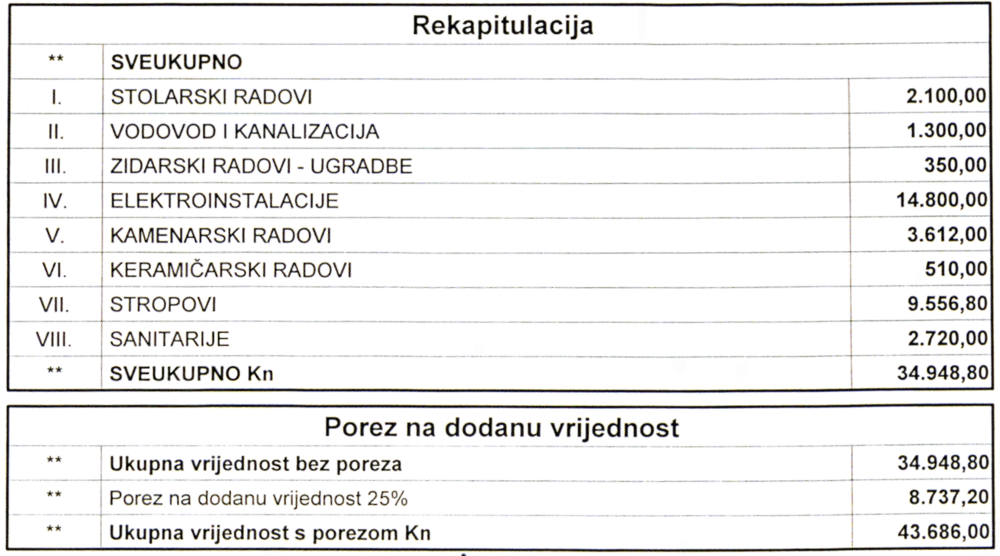 Rekapitulacija
** SVEUKUPNO
I. STOLARSKI RADOVI 2.100,00
II. VODOVOD I KANALIZACIJA 1.300,00
III. ZIDARSKI RADOVI - UGRADBE 350,00
IV. ELEKTROINSTALACIJE 14.800,00
V. KAMENARSKI RADOVI 3.612,00
VI. KERAMIČARSKI RADOVI 510,00
VII. STROPOVI 9.556,80
VIII. SANITARIJE 2.720,00
** SVEUKUPNO Kn 34.948,80
Porez na dodanu vrijednost
** Ukupna vrijednost bez poreza 34.948,80
** Porez na dodanu vrijednost 25% 8.737,20
** Ukupna vrijednost s porezom Kn 43.686,00